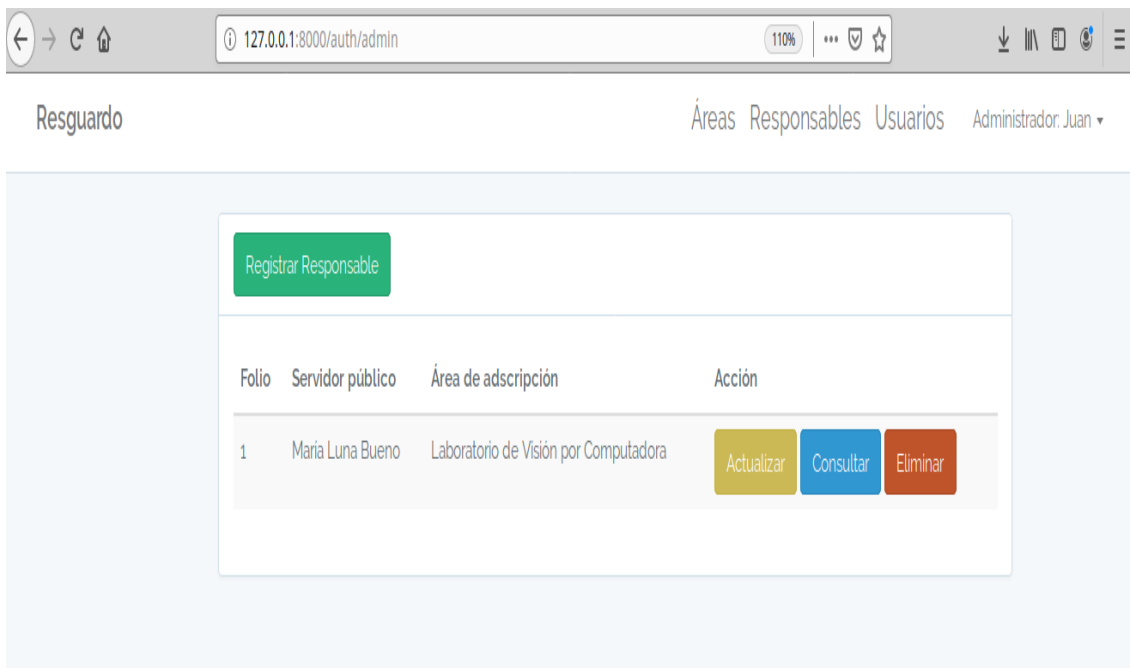 127.0.0.1:8000/auth/admin 110%
Resguardo Áreas Responsables Usuarios Administrador: Juan
Registrar Responsable
Folio Servidor público Área de adscripción Acción
1 María Luna Bueno Laboratorio de Visión por Computadora Actualizar Consultar Eliminar